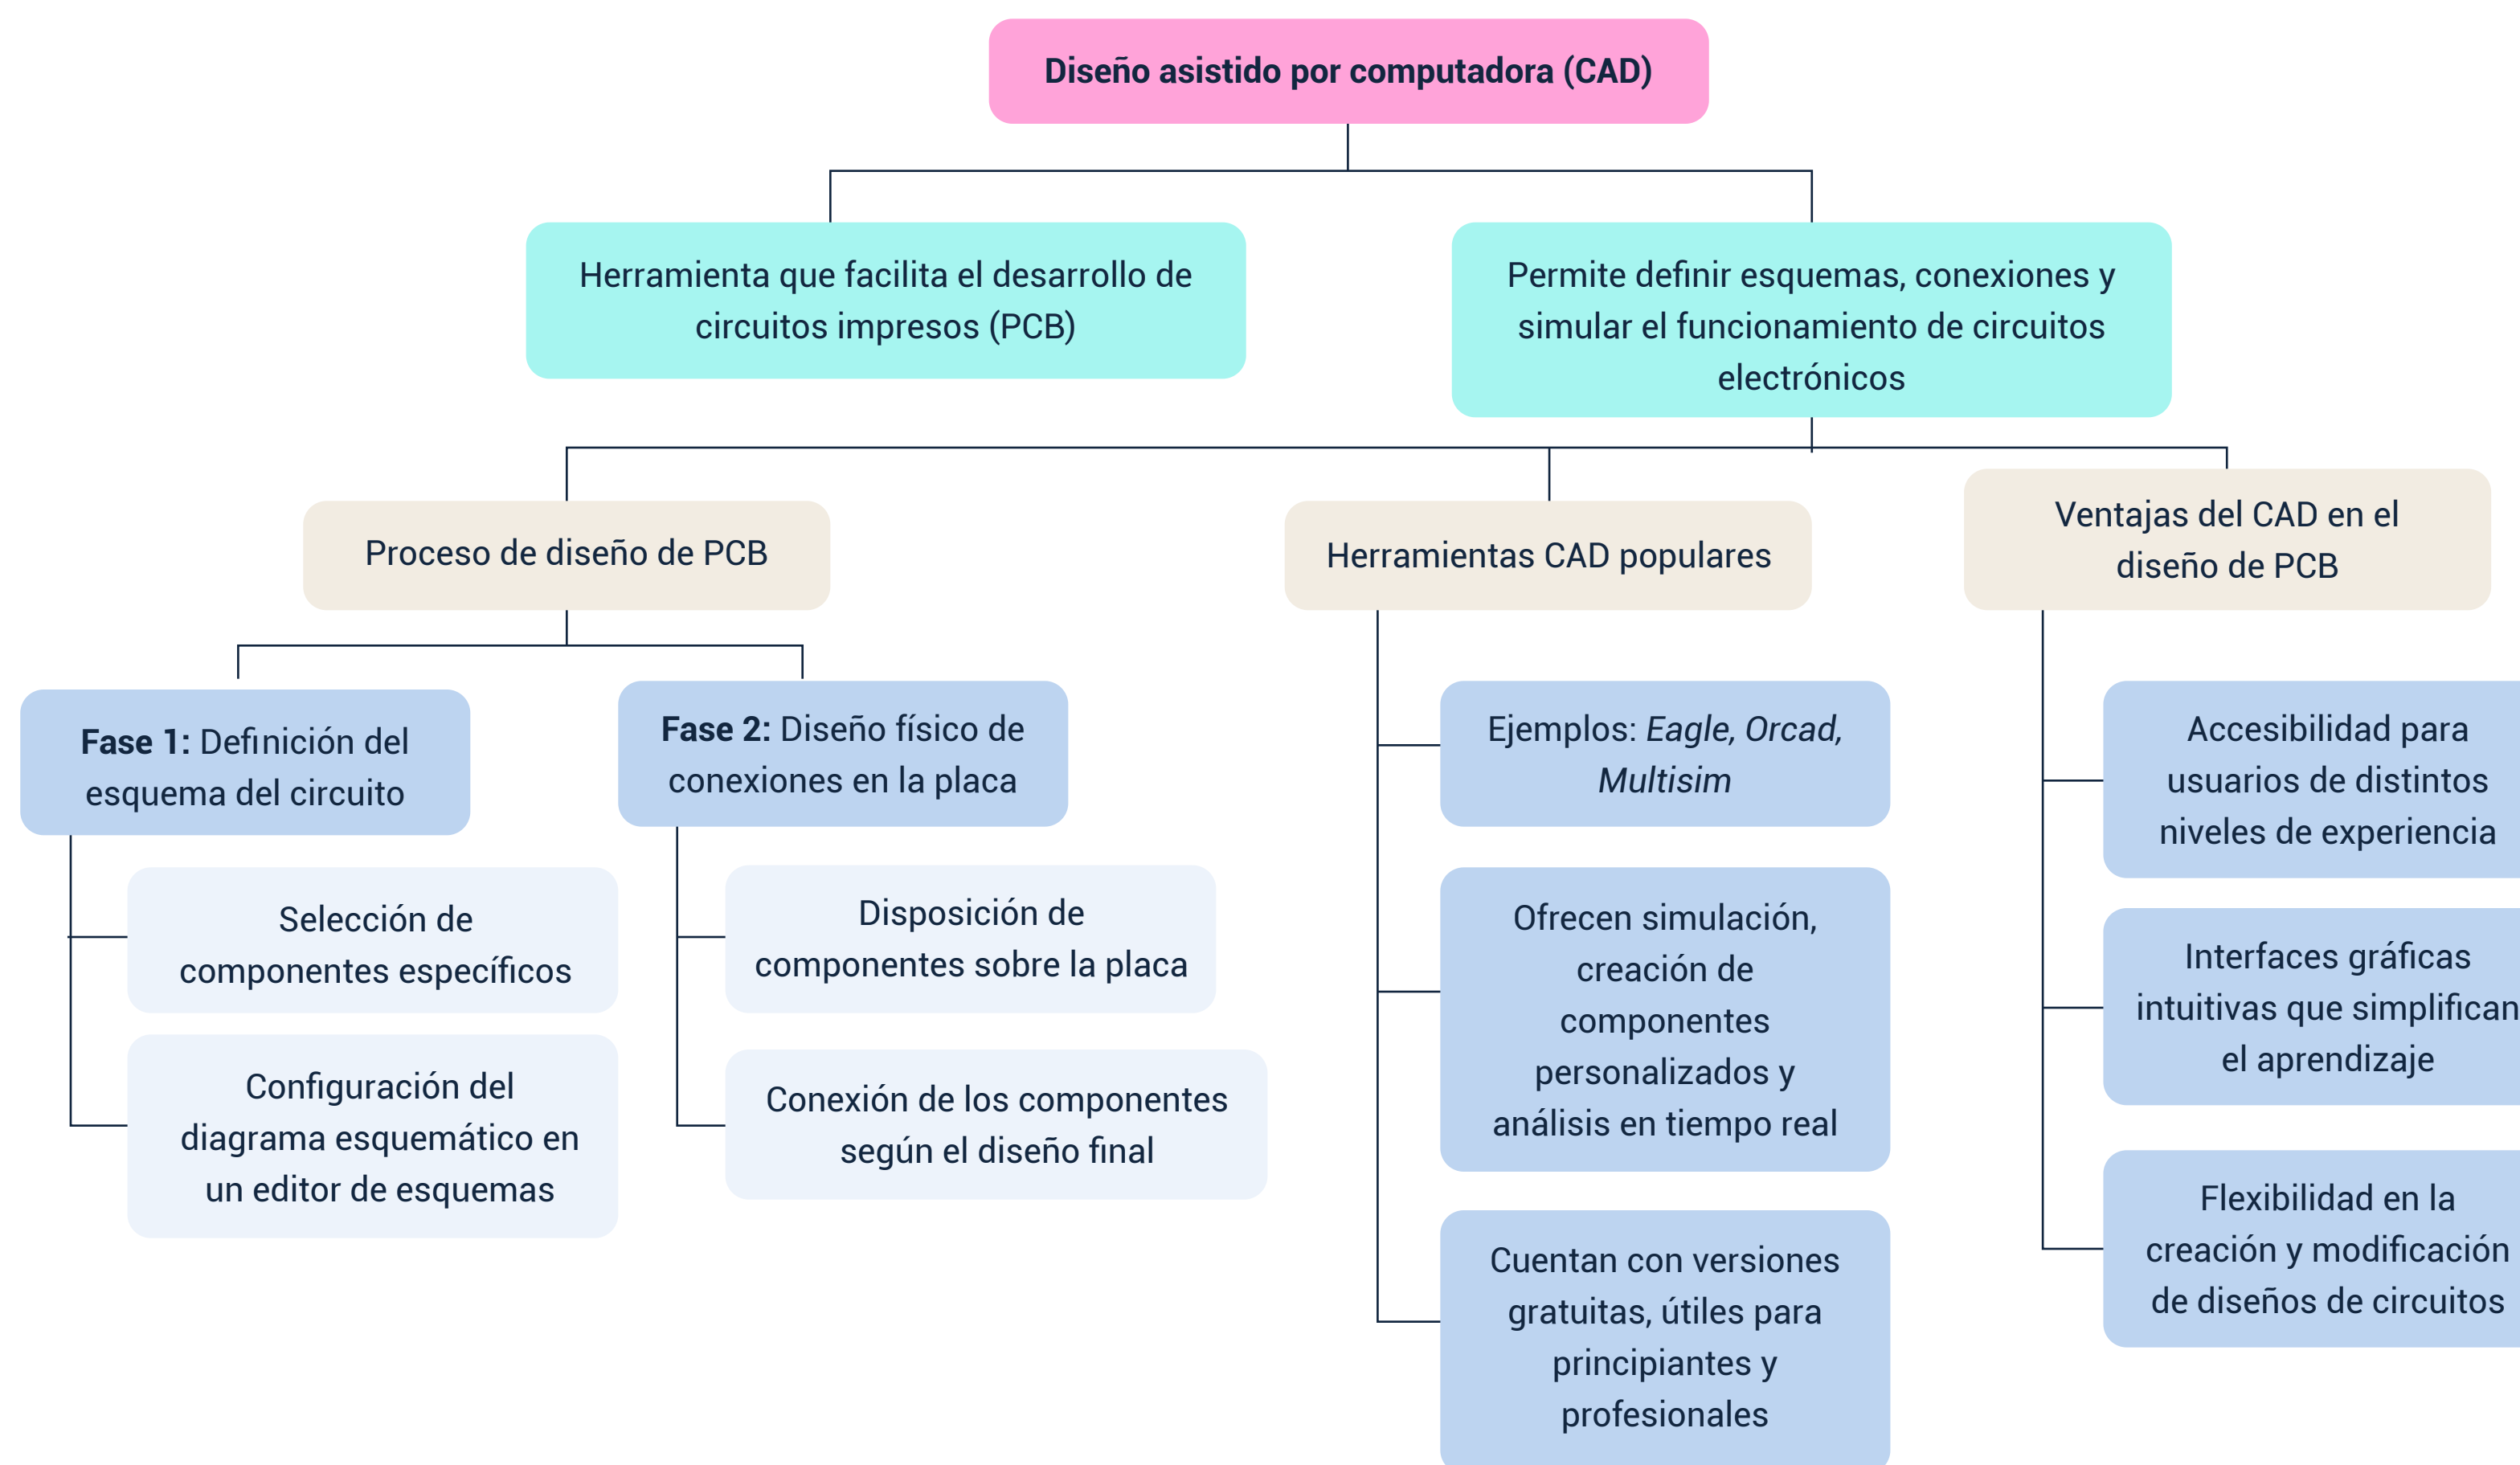 Diseño asistido por computadora (CAD)
Herramienta que facilita el desarrollo de
circuitos impresos (PCB)
Permite definir esquemas, conexiones y
simular el funcionamiento de circuitos
electrónicos
Proceso de diseño de PCB
Fase 1: Definición del
esquema del circuito
Selección de
componentes específicos
Configuración del
diagrama esquemático en
un editor de esquemas
Fase 2: Diseño físico de
conexiones en la placa
Disposición de
componentes sobre la placa
Conexión de los componentes
según el diseño final
Herramientas CAD populares
Ejemplos: Eagle, Orcad,
Multisim
Ofrecen simulación,
creación de
componentes
personalizados y
análisis en tiempo real
Cuentan con versiones
gratuitas, útiles para
principiantes y
profesionales
Ventajas del CAD en el
diseño de PCB
Accesibilidad para
usuarios de distintos
niveles de experiencia
Interfaces gráficas
intuitivas que simplifican
el aprendizaje
Flexibilidad en la
creación y modificación
de diseños de circuitos